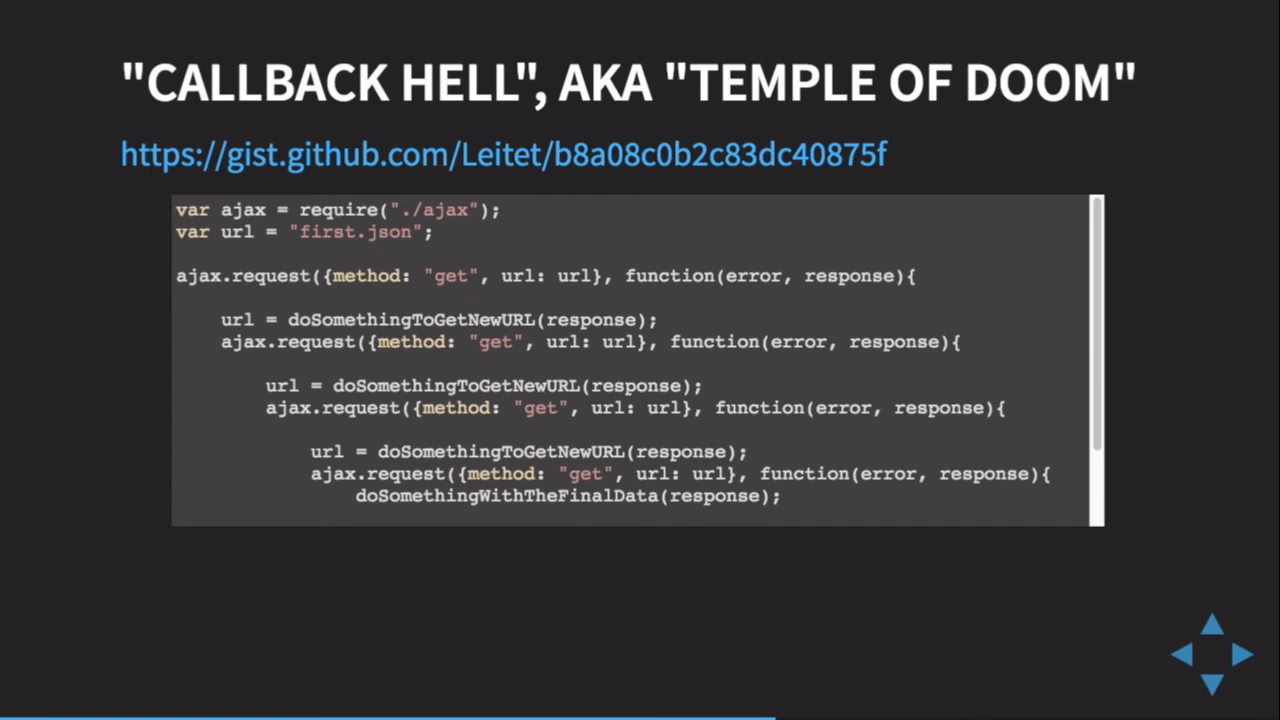 "CALLBACK HELL", AKA "TEMPLE OF DOOM"
https://gist.github.com/Leitet/b8a08c0b2c83dc40875f
var ajax = require("./ajax");
var url = "first.json";
ajax.request({method: "get", url: url}, function(error, response){
url = doSomethingToGetNewURL(response);
ajax.request({method: "get", url: url}, function(error, response){
url = doSomethingToGetNewURL(response);
ajax.request({method: "get", url: url}, function(error, response){
url = doSomethingToGetNewURL(response);
ajax.request({method: "get", url: url}, function(error, response){
doSomethingWithTheFinalData(response);